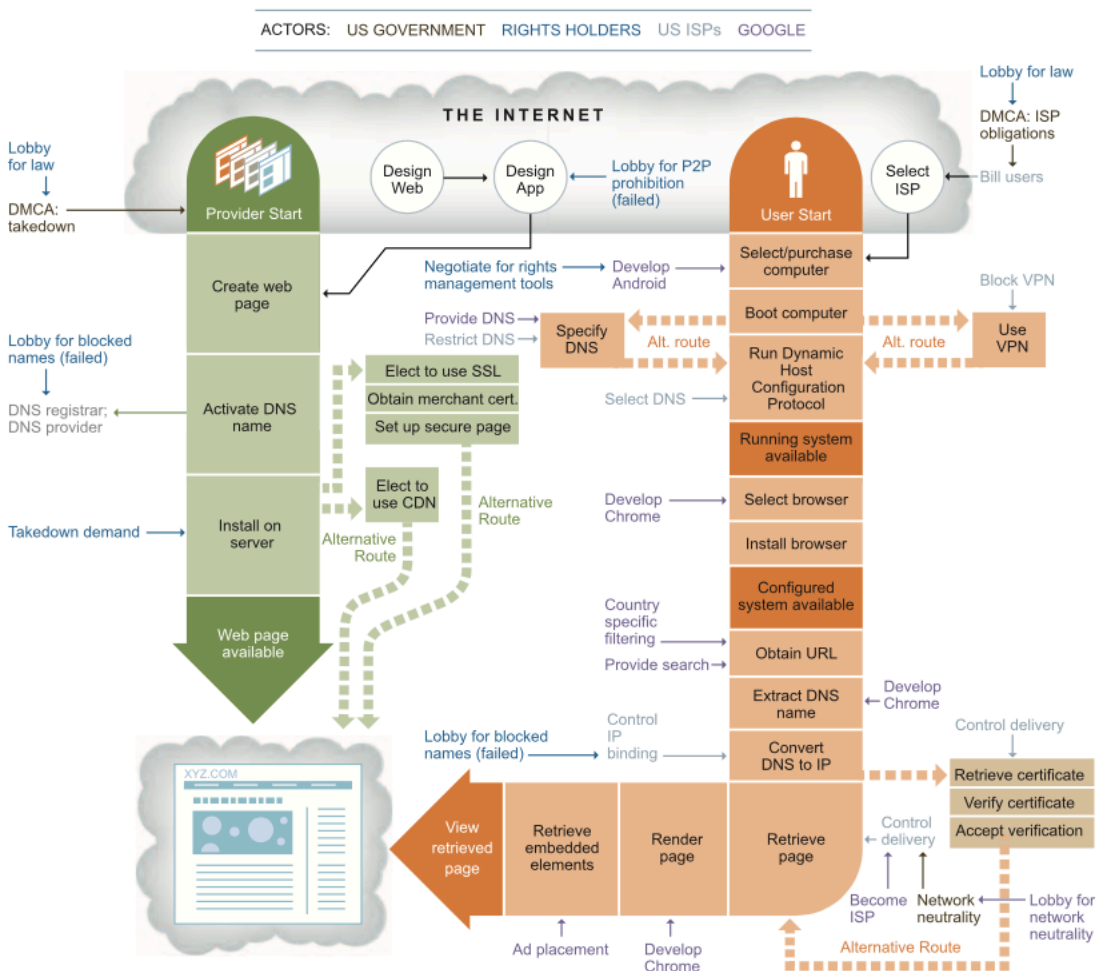 ACTORS: US GOVERNMENT RIGHTS HOLDERS US ISPs GOOGLE
THE INTERNET
Lobby for law
DMCA: ISP
obligations
Bill users
Lobby
for law
DMCA:
takedown
Provider Start
Design
Web
Design
App
Lobby for P2P
prohibition
(failed)
User Start
Select
ISP
Create web
page
Negotiate for rights
management tools
Develop
Android
Select/purchase
computer
Block VPN
Provide DNS
Restrict DNS
Specify
DNS
Alt. route
Boot computer
Alt. route
Use
VPN
Lobby for blocked
names (failed)
DNS registrar;
DNS provider
Activate DNS
name
Elect to use SSL
Obtain merchant cert.
Set up secure page
Select DNS
Run Dynamic
Host
Configuration
Protocol
Running system
available
Takedown demand
Install on
server
Elect to
use CDN
Alternative
Route
Alternative
Route
Develop
Chrome
Select browser
Install browser
Configured
system available
Web page
available
Country
specific
filtering
Provide search
Obtain URL
Extract DNS
name
Develop
Chrome
Lobby for blocked
names (failed)
Control
IP
binding
Convert
DNS to IP
Control delivery
Retrieve certificate
Verify certificate
Accept verification
XYZ.COM
View
retrieved
page
Retrieve
embedded
elements
Render
page
Retrieve
page
Control
delivery
Become
ISP
Network
neutrality
Lobby for
network
neutrality
Ad placement
Develop
Chrome
Alternative Route